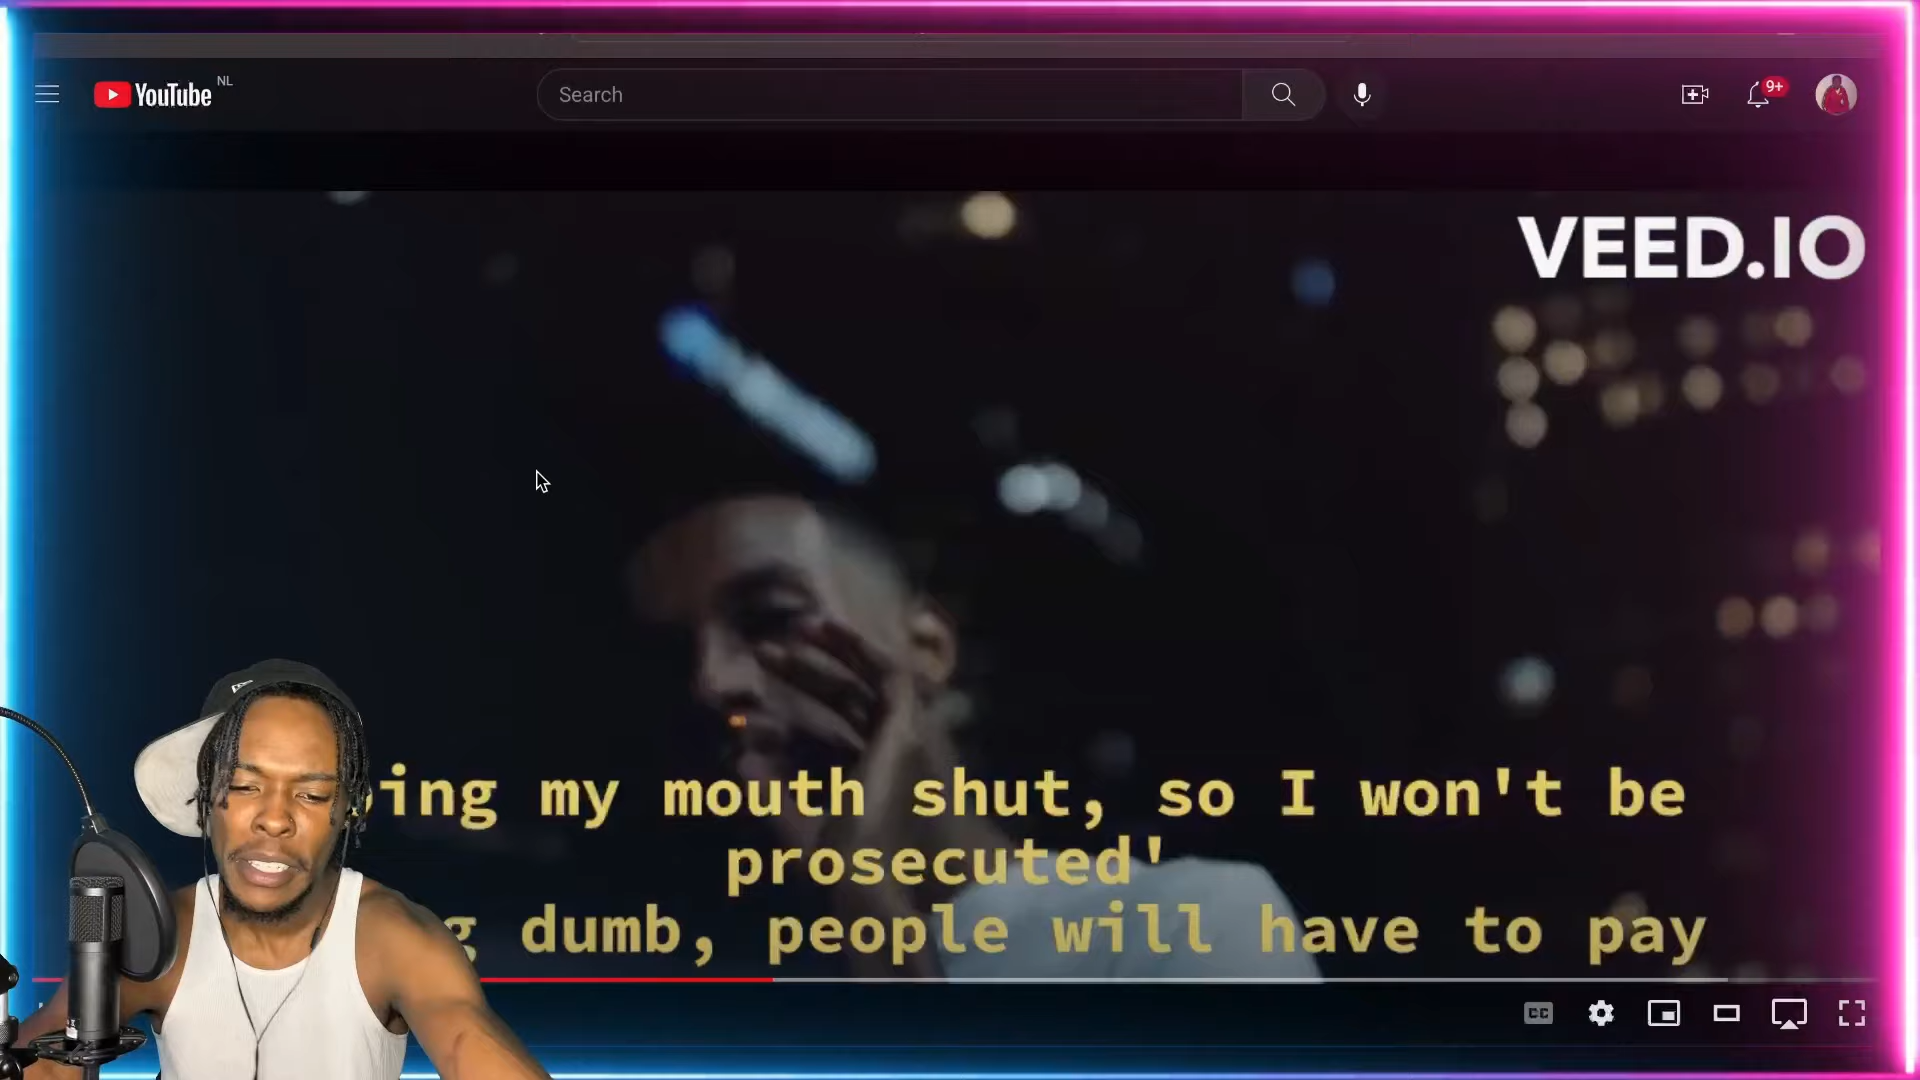 YouTube NL
Search
9+
VEED.IO
my mouth shut, so I won't be
prosecuted'
dumb, people will have to pay
CC